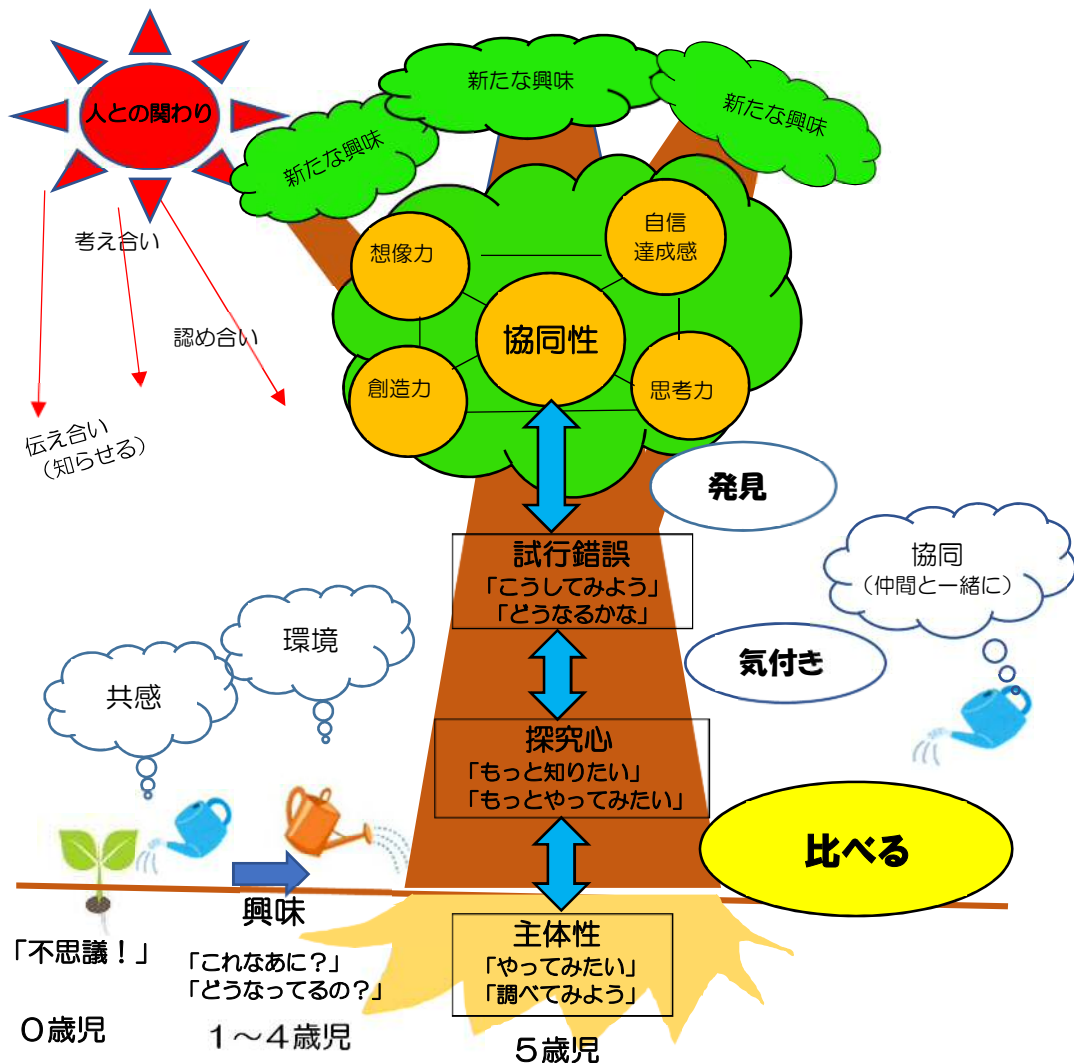 新たな興味
人との関わり
新たな興味
新たな興味
考え合い
想像力
自信
達成感
認め合い
協同性
創造力
思考力
伝え合い
（知らせる）
発見
協同
（仲間と一緒に）
試行錯誤
「こうしてみよう」
「どうなるかな」
環境
気付き
共感
探究心
「もっと知りたい」
「もっとやってみたい」
比べる
興味
主体性
「不思議！」
「これなあに？」
「どうなってるの？」
「やってみたい」
「調べてみよう」
０歳児
１～４歳児
５歳児